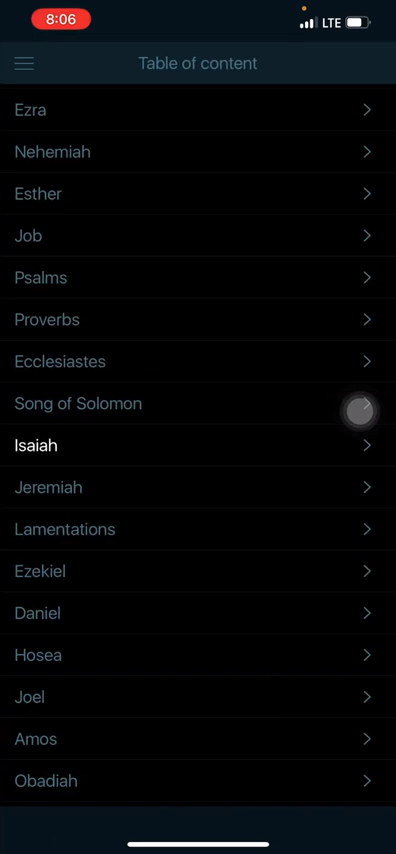 8:06
LTE
Table of content
Ezra
Nehemiah
Esther
Job
Psalms
Proverbs
Ecclesiastes
Song of Solomon
Isaiah
Jeremiah
Lamentations
Ezekiel
Daniel
Hosea
Joel
Amos
Obadiah